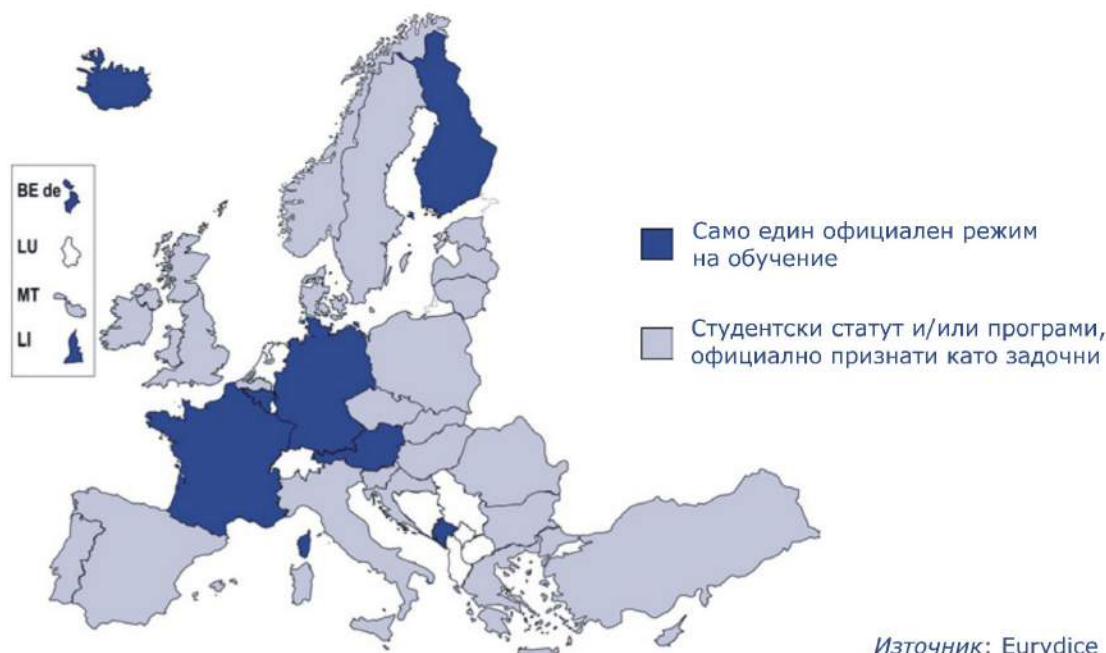 BE de
LU
MT
LI
Само един официален режим
на обучение
Студентски статут и/или програми,
официално признати като задочни
Източник: Eurydice